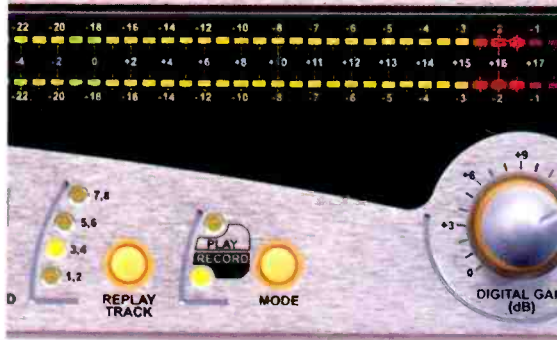 -22 -20 -18 -16 -14 -12 -10 -8 -7 -6 -5 -4 -3 -2 -1
-4 -2 0 +2 +4 +6 +8 +10 +11 +12 +13 +14 +15 +16 +17
-22 -20 -18 -16 -14 -12 -10 -8 -7 -6 -5 -4 -3 -2 -1
7,8
5,6
3,4
1,2
REPLAY
TRACK
PLAY
RECORD
MODE
+9
+6
+3
0
DIGITAL GAI
(dB)